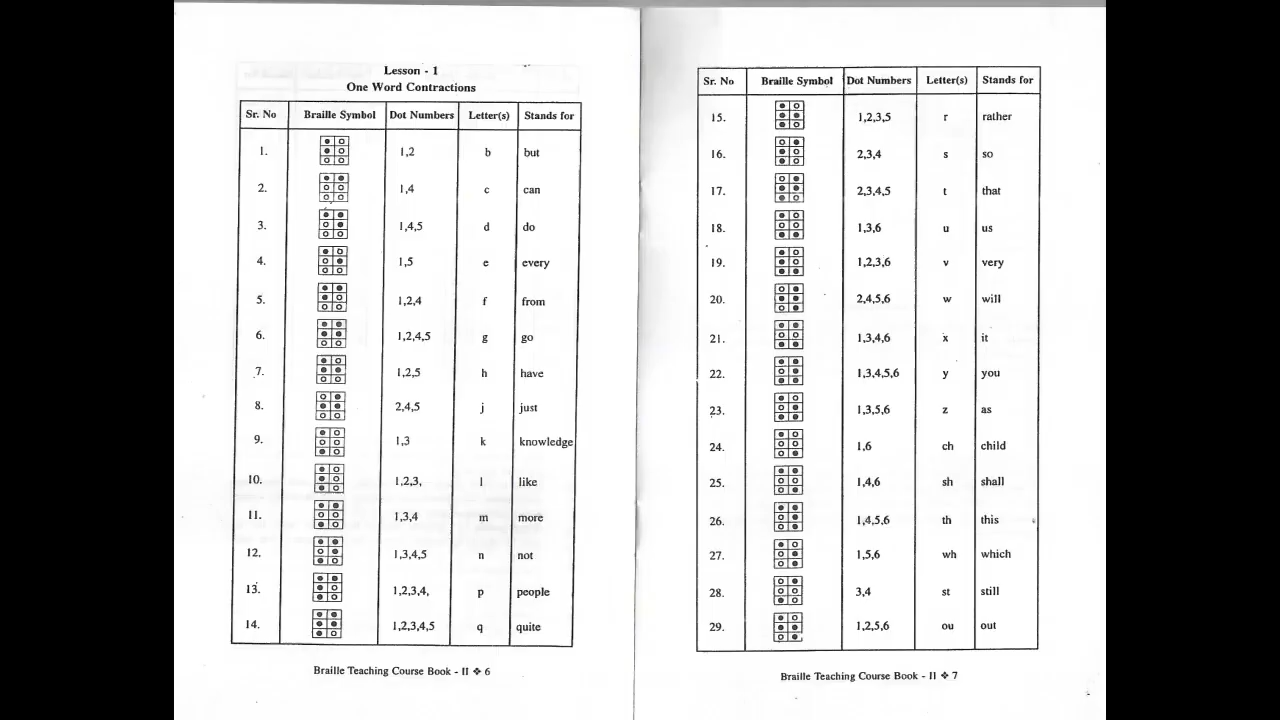 Lesson - 1
One Word Contractions
Sr. No Braille Symbol Dot Numbers Letter(s) Stands for
1. 1,2 b but
2. 1,4 c can
3. 1,4,5 d do
4. 1,5 e every
5. 1,2,4 f from
6. 1,2,4,5 g go
7. 1,2,5 h have
8. 2,4,5 j just
9. 1,3 k knowledge
10. 1,2,3, l like
11. 1,3,4 m more
12. 1,3,4,5 n not
13. 1,2,3,4, p people
14. 1,2,3,4,5 q quite
Braille Teaching Course Book - II ❖ 6
Sr. No Braille Symbol Dot Numbers Letter(s) Stands for
15. 1,2,3,5 r rather
16. 2,3,4 s so
17. 2,3,4,5 t that
18. 1,3,6 u us
19. 1,2,3,6 v very
20. 2,4,5,6 w will
21. 1,3,4,6 x it
22. 1,3,4,5,6 y you
23. 1,3,5,6 z as
24. 1,6 ch child
25. 1,4,6 sh shall
26. 1,4,5,6 th this
27. 1,5,6 wh which
28. 3,4 st still
29. 1,2,5,6 ou out
Braille Teaching Course Book - II ❖ 7